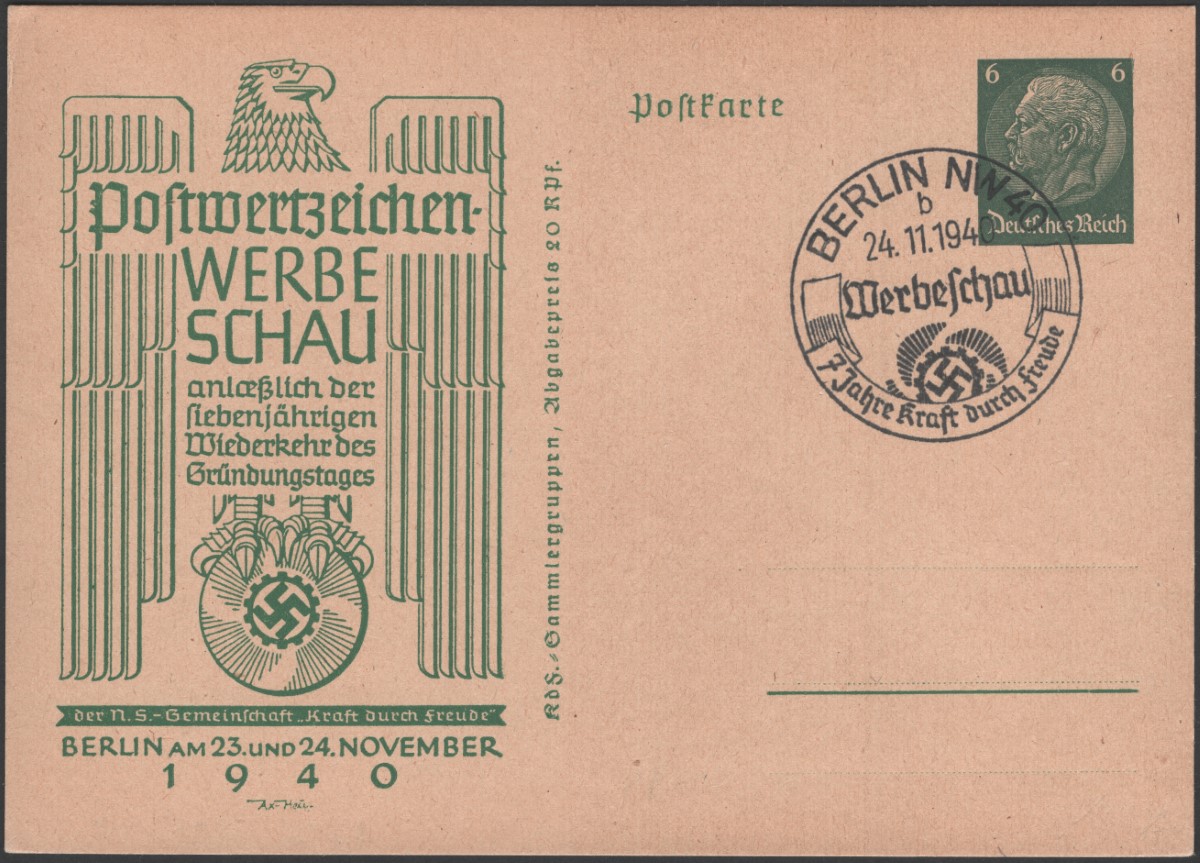 Postwertzeichen-
WERBE
SCHAU
anlæßlich der
siebenjährigen
Wiederkehr des
Gründungstages
der N.S.-Gemeinschaft „Kraft durch Freude"
BERLIN AM 23. UND 24. NOVEMBER
1940
KdF.-Sammlergruppen, Abgabepreis 20 RPf.
Postkarte
6 6
Deutsches Reich
BERLIN NW 40
b
24.11.1940
Werbeschau
7 Jahre Kraft durch Freude